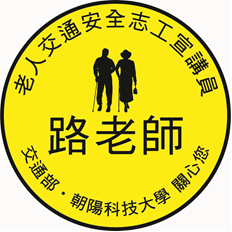 老人交通安全志工宣講員
路老師
交通部・朝陽科技大學 關心您